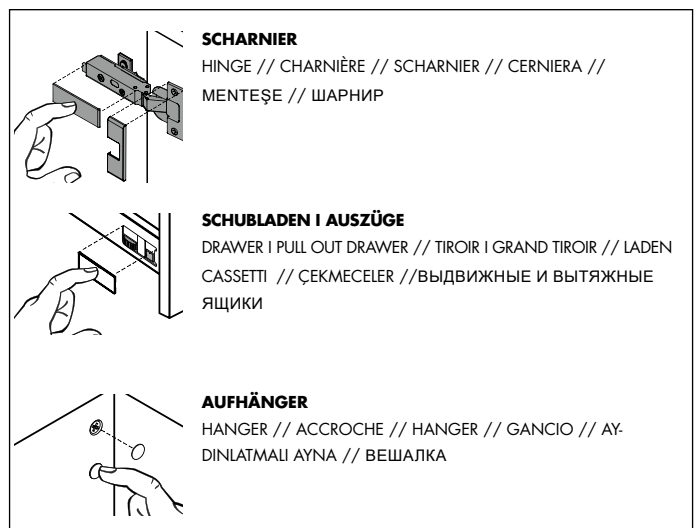 SCHARNIER
HINGE // CHARNIÈRE // SCHARNIER // CERNIERA //
MENTEŞE // ШАРНИР
SCHUBLADEN I AUSZÜGE
DRAWER I PULL OUT DRAWER // TIROIR I GRAND TIROIR // LADEN
CASSETTI // ÇEKMECELER //ВЫДВИЖНЫЕ И ВЫТЯЖНЫЕ
ЯЩИКИ
AUFHÄNGER
HANGER // ACCROCHE // HANGER // GANCIO // AY-
DINLATMALI AYNA // ВЕШАЛКА